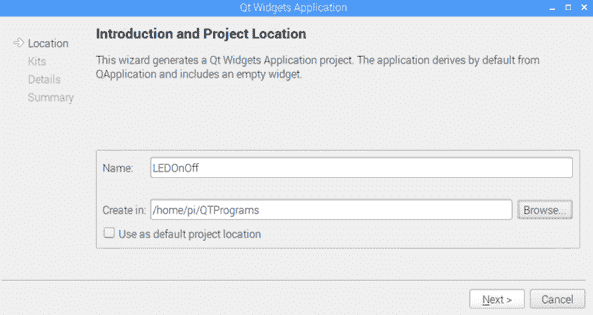 Qt Widgets Application
Location
Kits
Details
Summary
Introduction and Project Location
This wizard generates a Qt Widgets Application project. The application derives by default from
QApplication and includes an empty widget.
Name: LEDOnOff
Create in: /home/pi/QTPrograms Browse...
Use as default project location
Next > Cancel